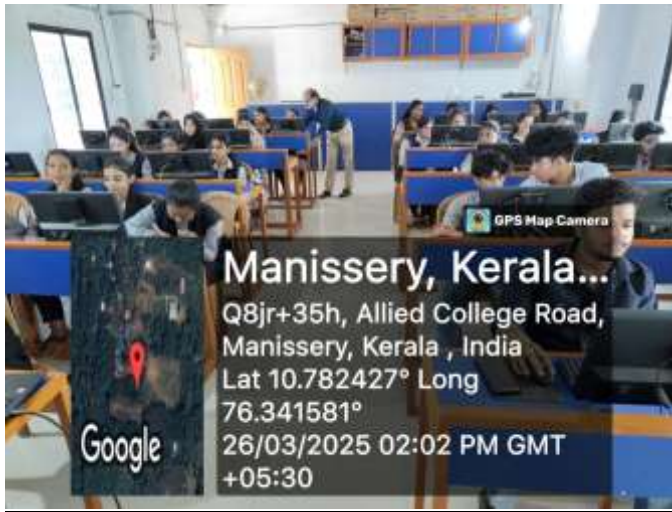 GPS Map Camera
Manissery, Kerala...
Q8jr+35h, Allied College Road,
Manissery, Kerala , India
Lat 10.782427° Long
76.341581°
26/03/2025 02:02 PM GMT
+05:30
Google